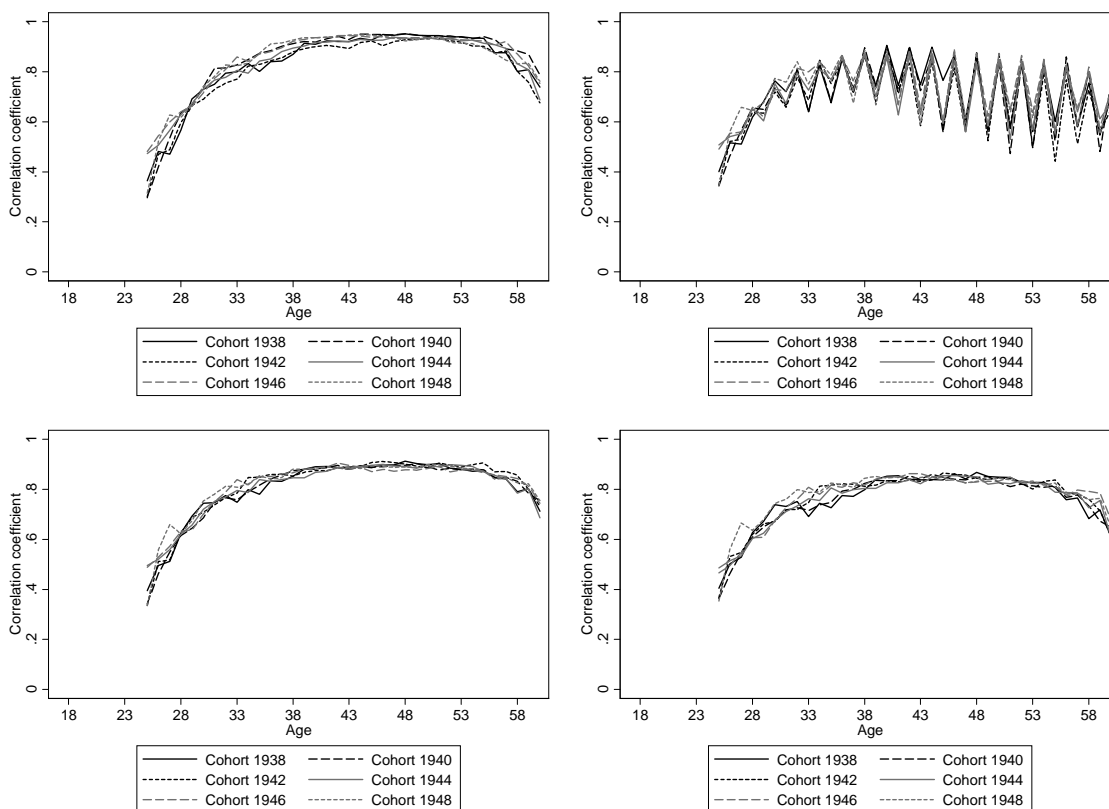 Correlation coefficient
0 .2 .4 .6 .8 1
18 23 28 33 38 43 48 53 58
Age
Cohort 1938 Cohort 1940
Cohort 1942 Cohort 1944
Cohort 1946 Cohort 1948
Correlation coefficient
0 .2 .4 .6 .8 1
18 23 28 33 38 43 48 53 58
Age
Cohort 1938 Cohort 1940
Cohort 1942 Cohort 1944
Cohort 1946 Cohort 1948
Correlation coefficient
0 .2 .4 .6 .8 1
18 23 28 33 38 43 48 53 58
Age
Cohort 1938 Cohort 1940
Cohort 1942 Cohort 1944
Cohort 1946 Cohort 1948
Correlation coefficient
0 .2 .4 .6 .8 1
18 23 28 33 38 43 48 53 58
Age
Cohort 1938 Cohort 1940
Cohort 1942 Cohort 1944
Cohort 1946 Cohort 1948